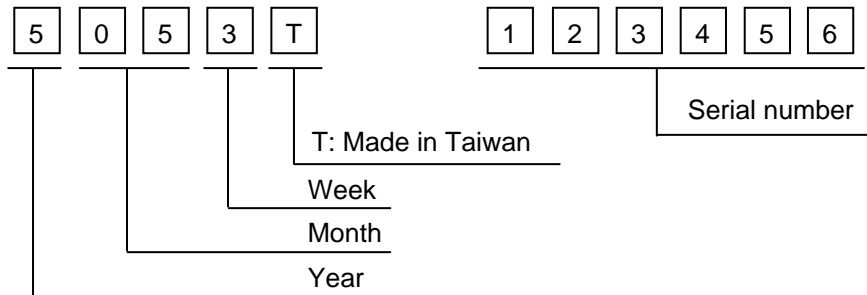 5 0 5 3 T 1 2 3 4 5 6
Serial number
T: Made in Taiwan
Week
Month
Year